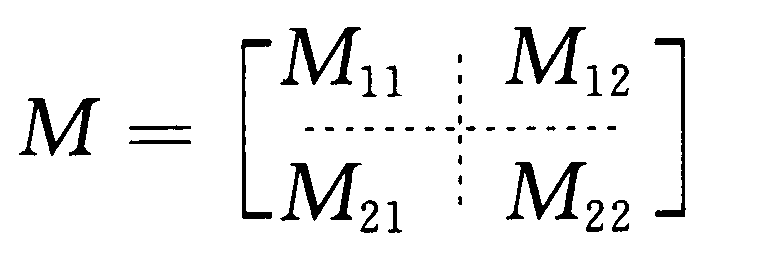 M = [ M₁₁ M₁₂
M₂₁ M₂₂ ]